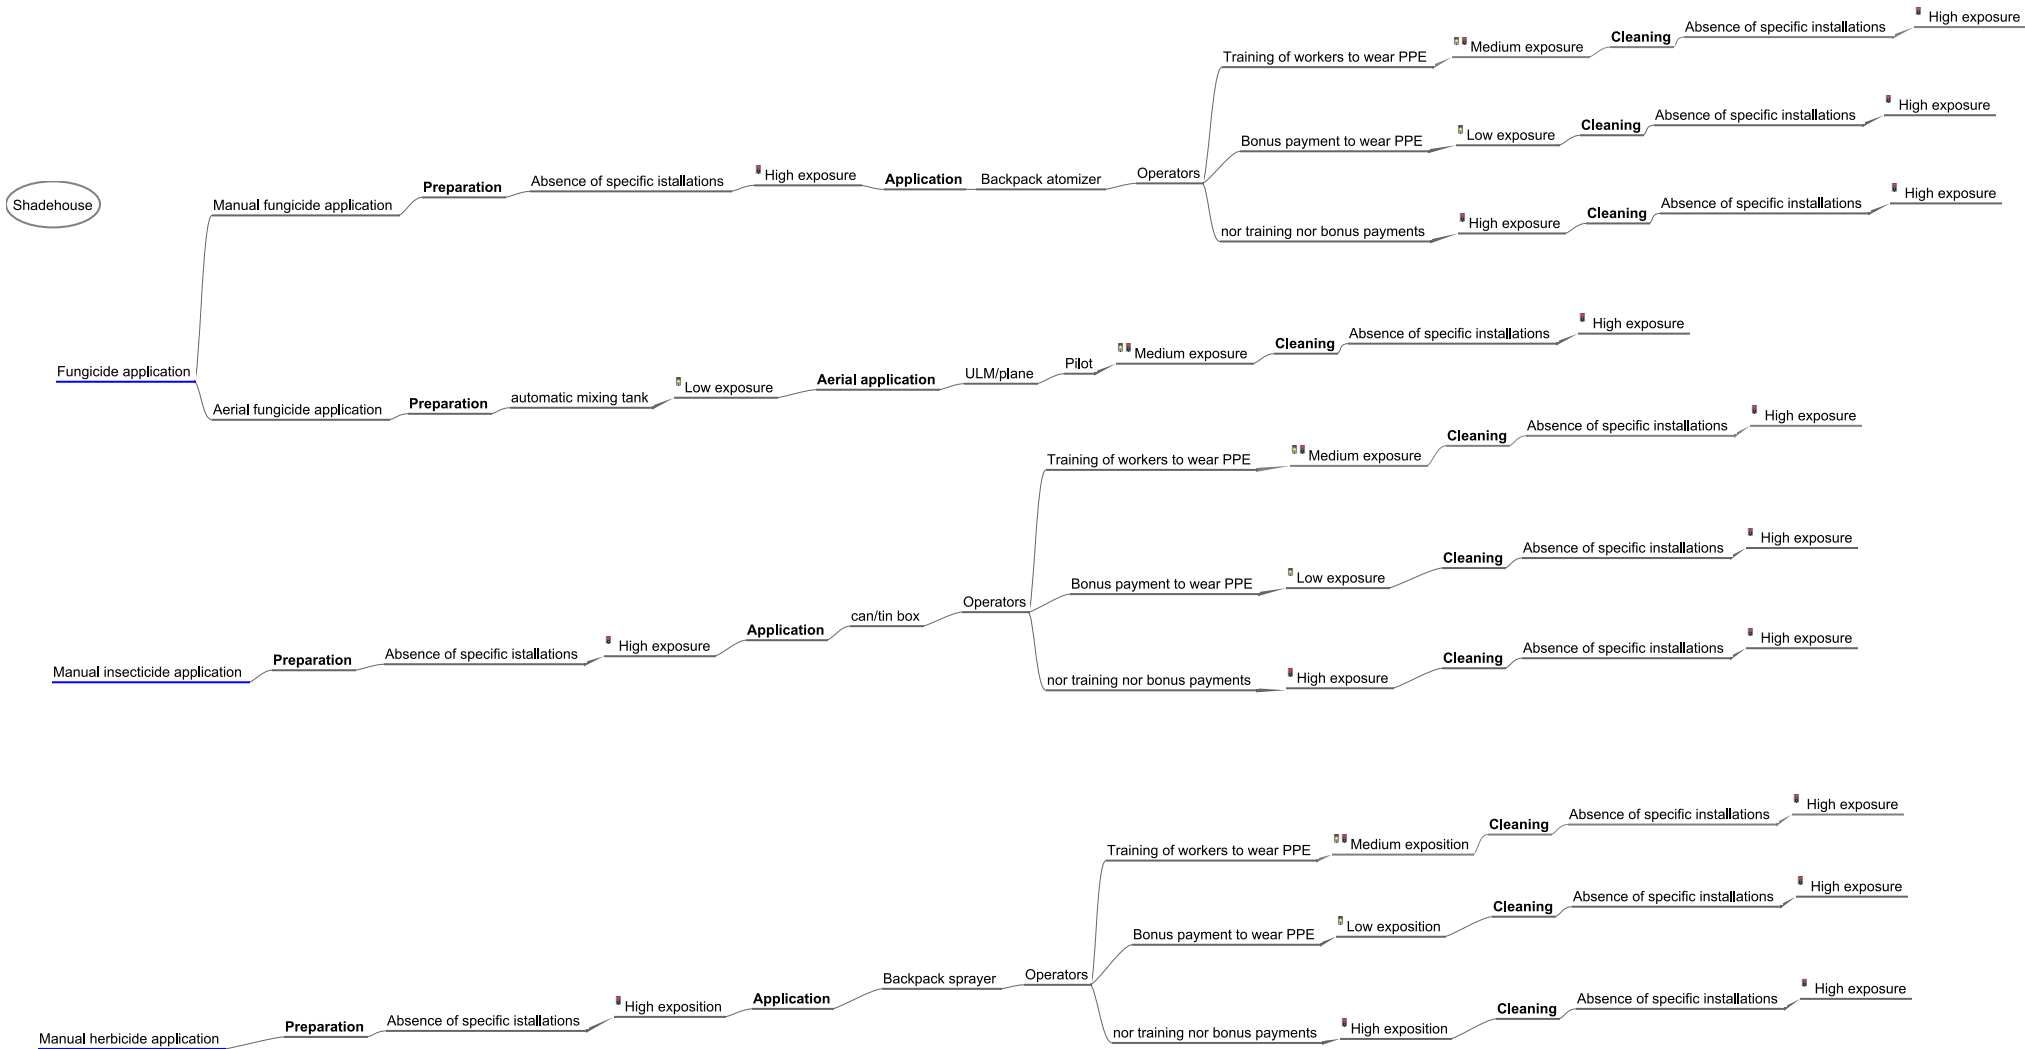 Shadehouse
Fungicide application
Manual fungicide application
Preparation
Absence of specific istallations
High exposure
Application
Backpack atomizer
Operators
Training of workers to wear PPE
Medium exposure
Cleaning
Absence of specific installations
High exposure
Bonus payment to wear PPE
Low exposure
Cleaning
Absence of specific installations
High exposure
nor training nor bonus payments
High exposure
Cleaning
Absence of specific installations
High exposure
Aerial fungicide application
Preparation
automatic mixing tank
Low exposure
Aerial application
ULM/plane
Pilot
Medium exposure
Cleaning
Absence of specific installations
High exposure
Manual insecticide application
Preparation
Absence of specific istallations
High exposure
Application
can/tin box
Operators
Training of workers to wear PPE
Medium exposure
Cleaning
Absence of specific installations
High exposure
Bonus payment to wear PPE
Low exposure
Cleaning
Absence of specific installations
High exposure
nor training nor bonus payments
High exposure
Cleaning
Absence of specific installations
High exposure
Manual herbicide application
Preparation
Absence of specific istallations
High exposition
Application
Backpack sprayer
Operators
Training of workers to wear PPE
Medium exposition
Cleaning
Absence of specific installations
High exposure
Bonus payment to wear PPE
Low exposition
Cleaning
Absence of specific installations
High exposure
nor training nor bonus payments
High exposition
Cleaning
Absence of specific installations
High exposure